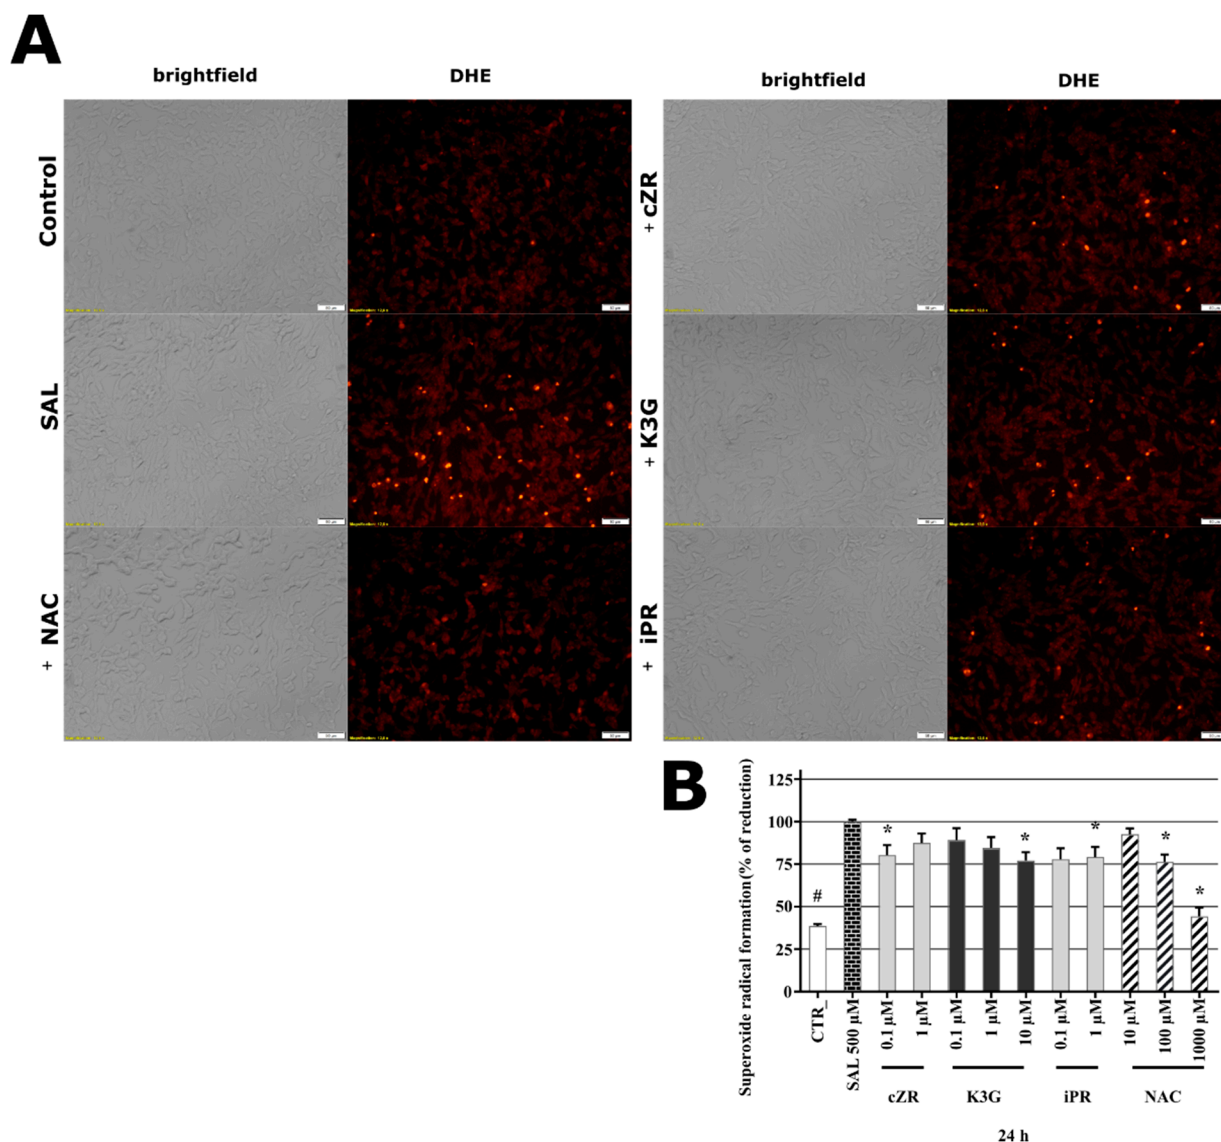 A
brightfield DHE brightfield DHE
Control
+ cZR
SAL
+ K3G
+ NAC
+ iPR
B
Superoxide radical formation (% of reduction)
125
100
75
50
25
0
#
*
*
*
*
*
CTR_
SAL 500 µM
0.1 µM
1 µM
0.1 µM
1 µM
10 µM
0.1 µM
1 µM
10 µM
100 µM
1000 µM
cZR K3G iPR NAC
24 h